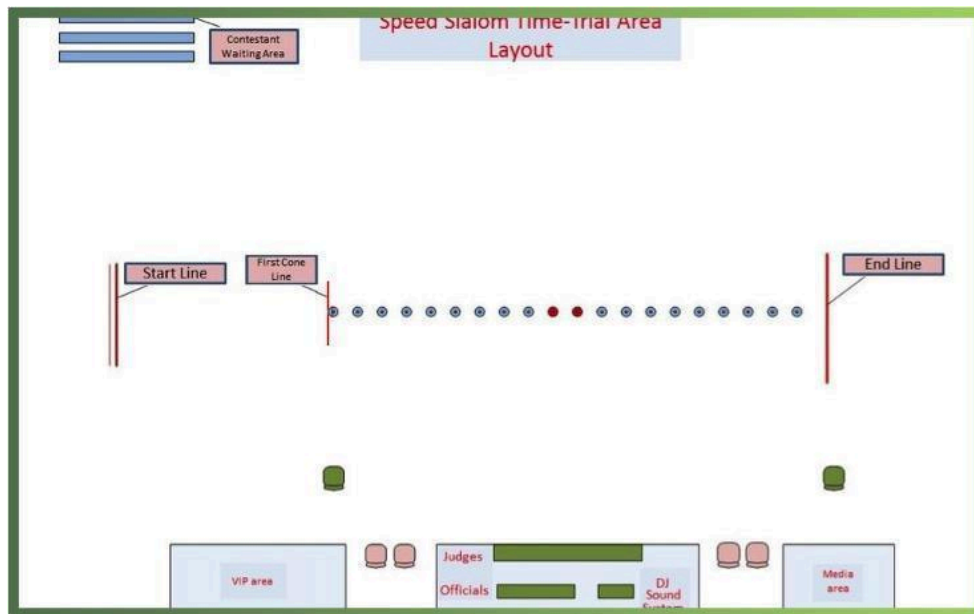 Speed Slalom Time-Trial Area
Layout
Contestant
Waiting Area
Start Line
First Cone
Line
End Line
Judges
Officials
VIP area
DJ
Sound
System
Media
area